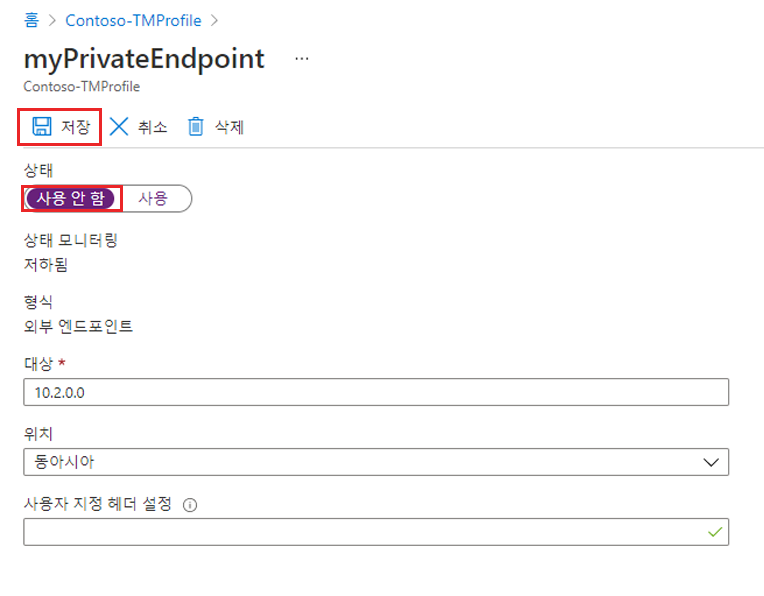 홈 > Contoso-TMProfile >
myPrivateEndpoint ...
Contoso-TMProfile
저장 취소 삭제
상태
사용 안 함 사용
상태 모니터링
저하됨
형식
외부 엔드포인트
대상 *
10.2.0.0
위치
동아시아
사용자 지정 헤더 설정